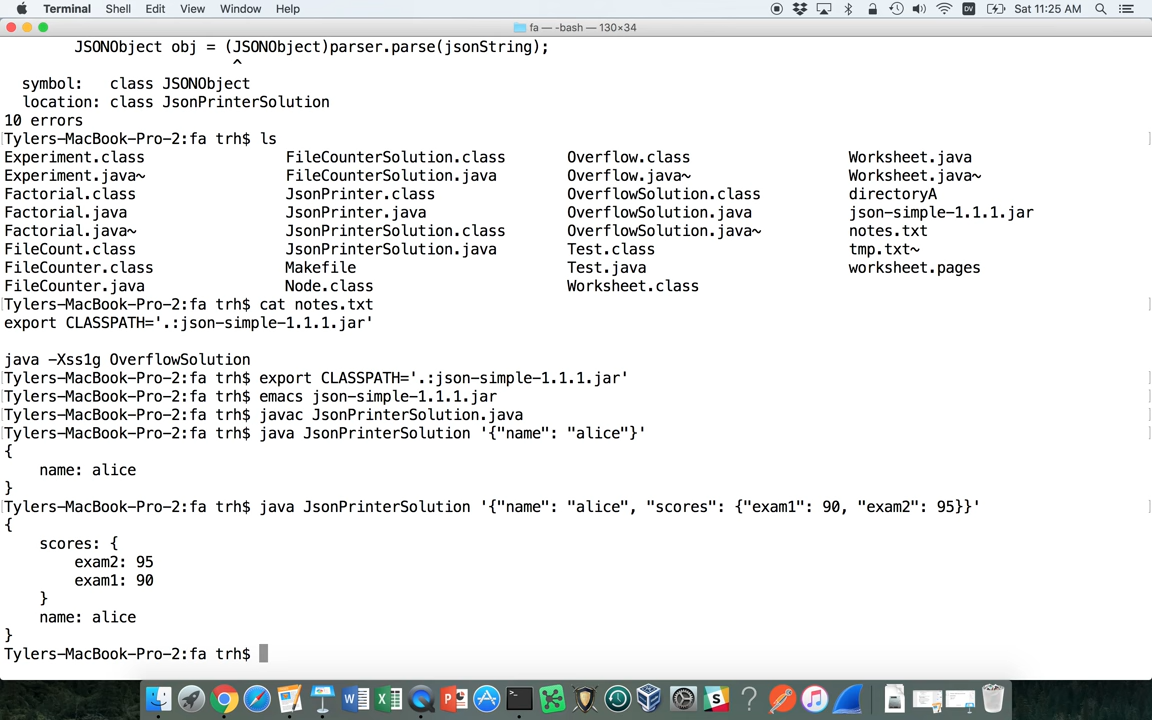 Terminal Shell Edit View Window Help DV Sat 11:25 AM
fa — -bash — 130×34
        JSONObject obj = (JSONObject)parser.parse(jsonString);
                          ^
  symbol:   class JSONObject
  location: class JsonPrinterSolution
10 errors
Tylers-MacBook-Pro-2:fa trh$ ls
Experiment.class FileCounterSolution.class Overflow.class Worksheet.java
Experiment.java~ FileCounterSolution.java Overflow.java~ Worksheet.java~
Factorial.class JsonPrinter.class OverflowSolution.class directoryA
Factorial.java JsonPrinter.java OverflowSolution.java json-simple-1.1.1.jar
Factorial.java~ JsonPrinterSolution.class OverflowSolution.java~ notes.txt
FileCount.class JsonPrinterSolution.java Test.class tmp.txt~
FileCounter.class Makefile Test.java worksheet.pages
FileCounter.java Node.class Worksheet.class
Tylers-MacBook-Pro-2:fa trh$ cat notes.txt
export CLASSPATH='.:json-simple-1.1.1.jar'
java -Xss1g OverflowSolution
Tylers-MacBook-Pro-2:fa trh$ export CLASSPATH='.:json-simple-1.1.1.jar'
Tylers-MacBook-Pro-2:fa trh$ emacs json-simple-1.1.1.jar
Tylers-MacBook-Pro-2:fa trh$ javac JsonPrinterSolution.java
Tylers-MacBook-Pro-2:fa trh$ java JsonPrinterSolution '{"name": "alice"}'
{
    name: alice
}
Tylers-MacBook-Pro-2:fa trh$ java JsonPrinterSolution '{"name": "alice", "scores": {"exam1": 90, "exam2": 95}}'
{
    scores: {
        exam2: 95
        exam1: 90
    }
    name: alice
}
Tylers-MacBook-Pro-2:fa trh$